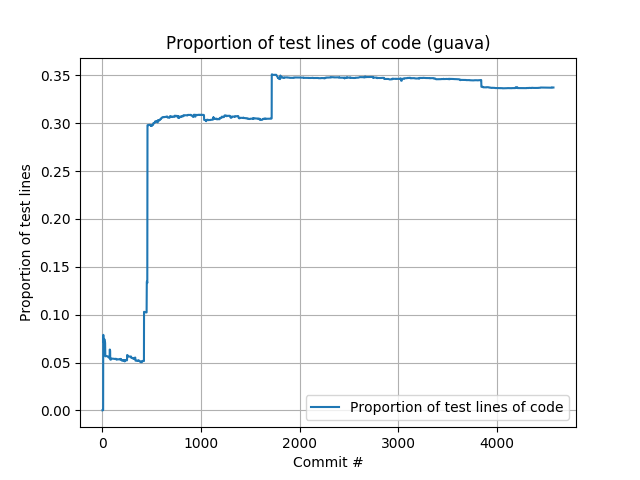 Proportion of test lines of code (guava)
Proportion of test lines
0.35
0.30
0.25
0.20
0.15
0.10
0.05
0.00
Proportion of test lines of code
0 1000 2000 3000 4000
Commit #